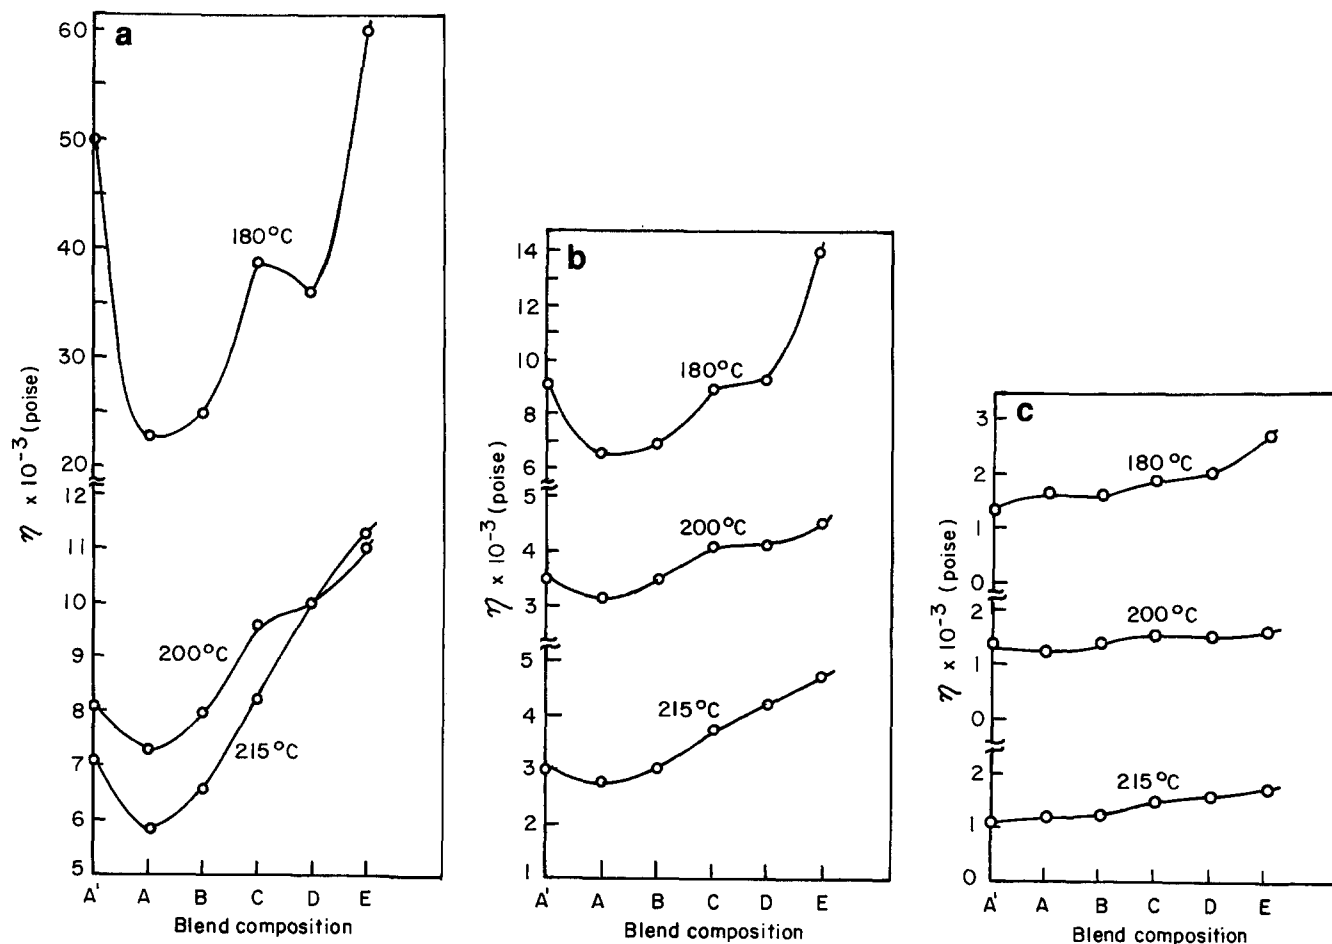 a
60
50
40
30
20
12
11
10
9
8
7
6
5
η x 10⁻³ (poise)
180°C
200°C
215°C
A' A B C D E
Blend composition
b
14
12
10
8
6
5
4
3
5
4
3
2
1
η x 10⁻³ (poise)
180°C
200°C
215°C
A' A B C D E
Blend composition
c
3
2
1
0
2
1
0
2
1
0
η x 10⁻³ (poise)
180°C
200°C
215°C
A' A B C D E
Blend composition